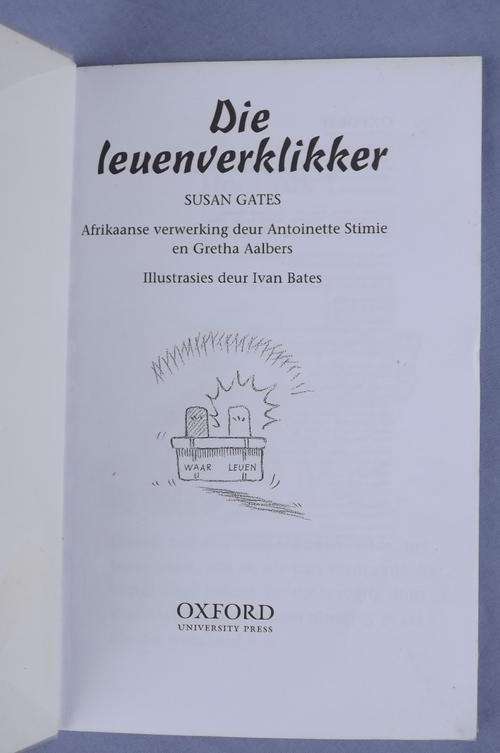 Die
leuenverklikker
SUSAN GATES
Afrikaanse verwerking deur Antoinette Stimie
en Gretha Aalbers
Illustrasies deur Ivan Bates
WAAR LEUEN
OXFORD
UNIVERSITY PRESS